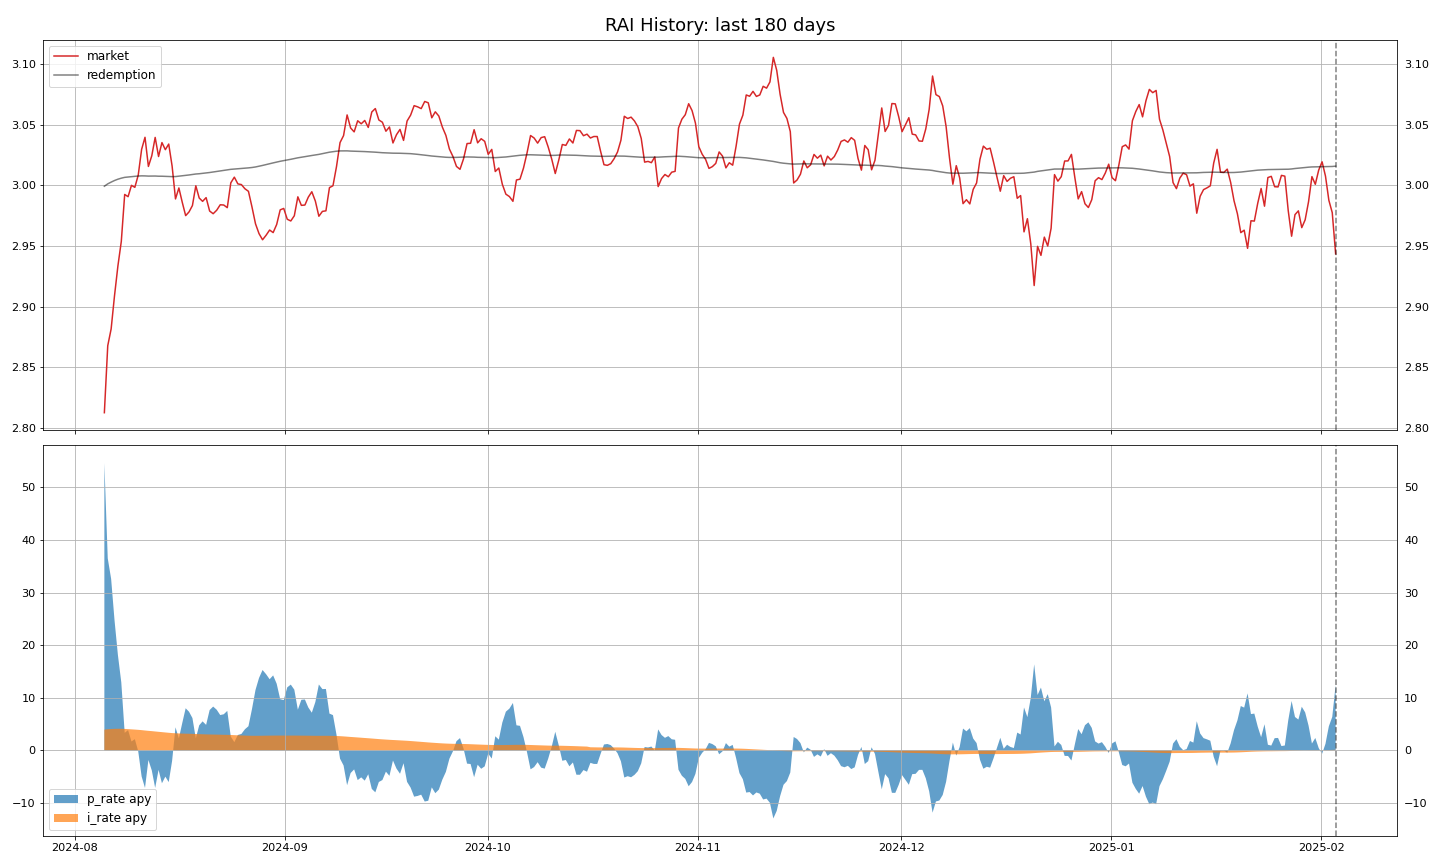 RAI History: last 180 days
market
redemption
3.10 3.10
3.05 3.05
3.00 3.00
2.95 2.95
2.90 2.90
2.85 2.85
2.80 2.80
50 50
40 40
30 30
20 20
10 10
0 0
−10 −10
p_rate apy
i_rate apy
2024-08 2024-09 2024-10 2024-11 2024-12 2025-01 2025-02